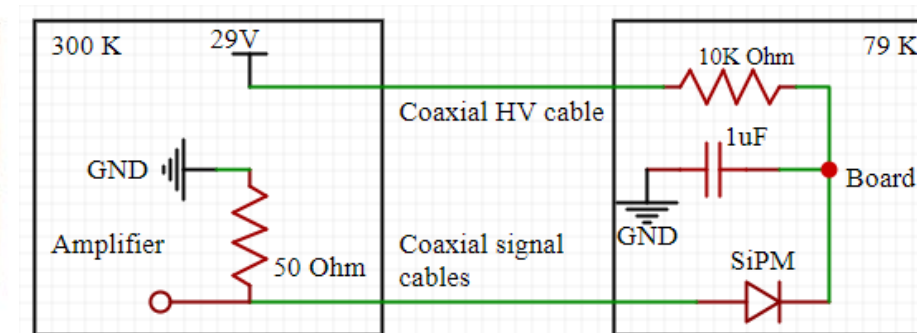 300 K
29V
GND
Amplifier
50 Ohm
Coaxial HV cable
Coaxial signal
cables
79 K
10K Ohm
1uF
Board
GND
SiPM